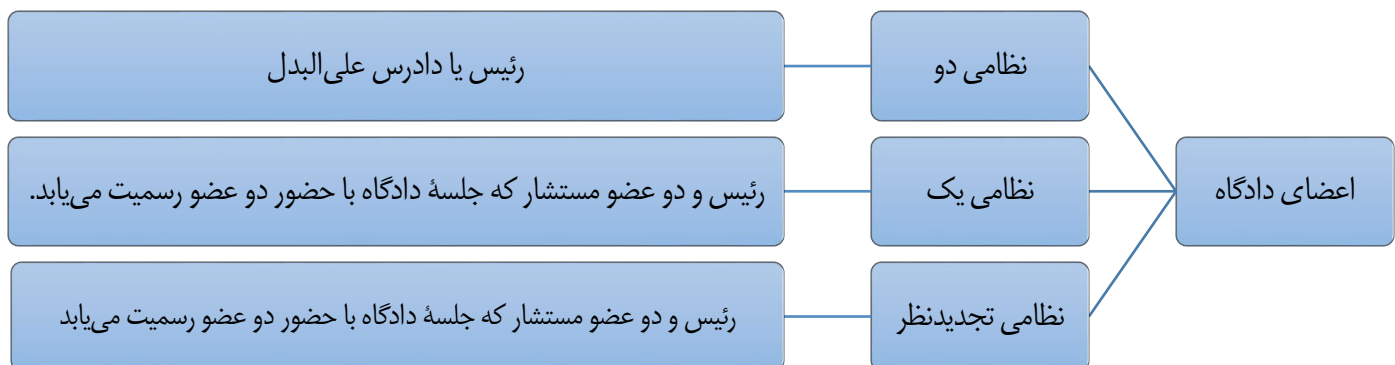 اعضای دادگاه
نظامی دو
رئیس یا دادرس علی‌البدل
نظامی یک
رئیس و دو عضو مستشار که جلسهٔ دادگاه با حضور دو عضو رسمیت می‌یابد.
نظامی تجدیدنظر
رئیس و دو عضو مستشار که جلسهٔ دادگاه با حضور دو عضو رسمیت می‌یابد